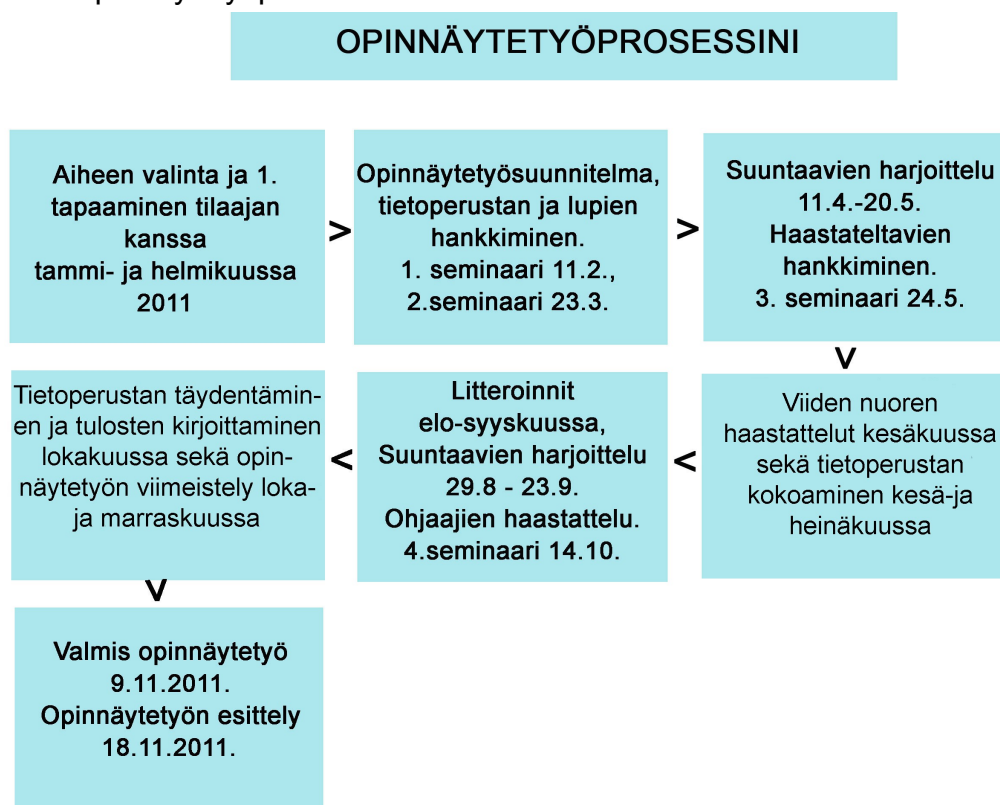 OPINNÄYTETYÖPROSESSINI
Aiheen valinta ja 1.
tapaaminen tilaajan
kanssa
tammi- ja helmikuussa
2011
>
Opinnäytetyösuunnitelma,
tietoperustan ja lupien
hankkiminen.
1. seminaari 11.2.,
2.seminaari 23.3.
>
Suuntaavien harjoittelu
11.4.-20.5.
Haastateltavien
hankkiminen.
3. seminaari 24.5.
V
Viiden nuoren
haastattelut kesäkuussa
sekä tietoperustan
kokoaminen kesä-ja
heinäkuussa
<
Litteroinnit
elo-syyskuussa,
Suuntaavien harjoittelu
29.8 - 23.9.
Ohjaajien haastattelu.
4.seminaari 14.10.
<
Tietoperustan täydentämin-
en ja tulosten kirjoittaminen
lokakuussa sekä opin-
näytetyön viimeistely loka-
ja marraskuussa
V
Valmis opinnäytetyö
9.11.2011.
Opinnäytetyön esittely
18.11.2011.